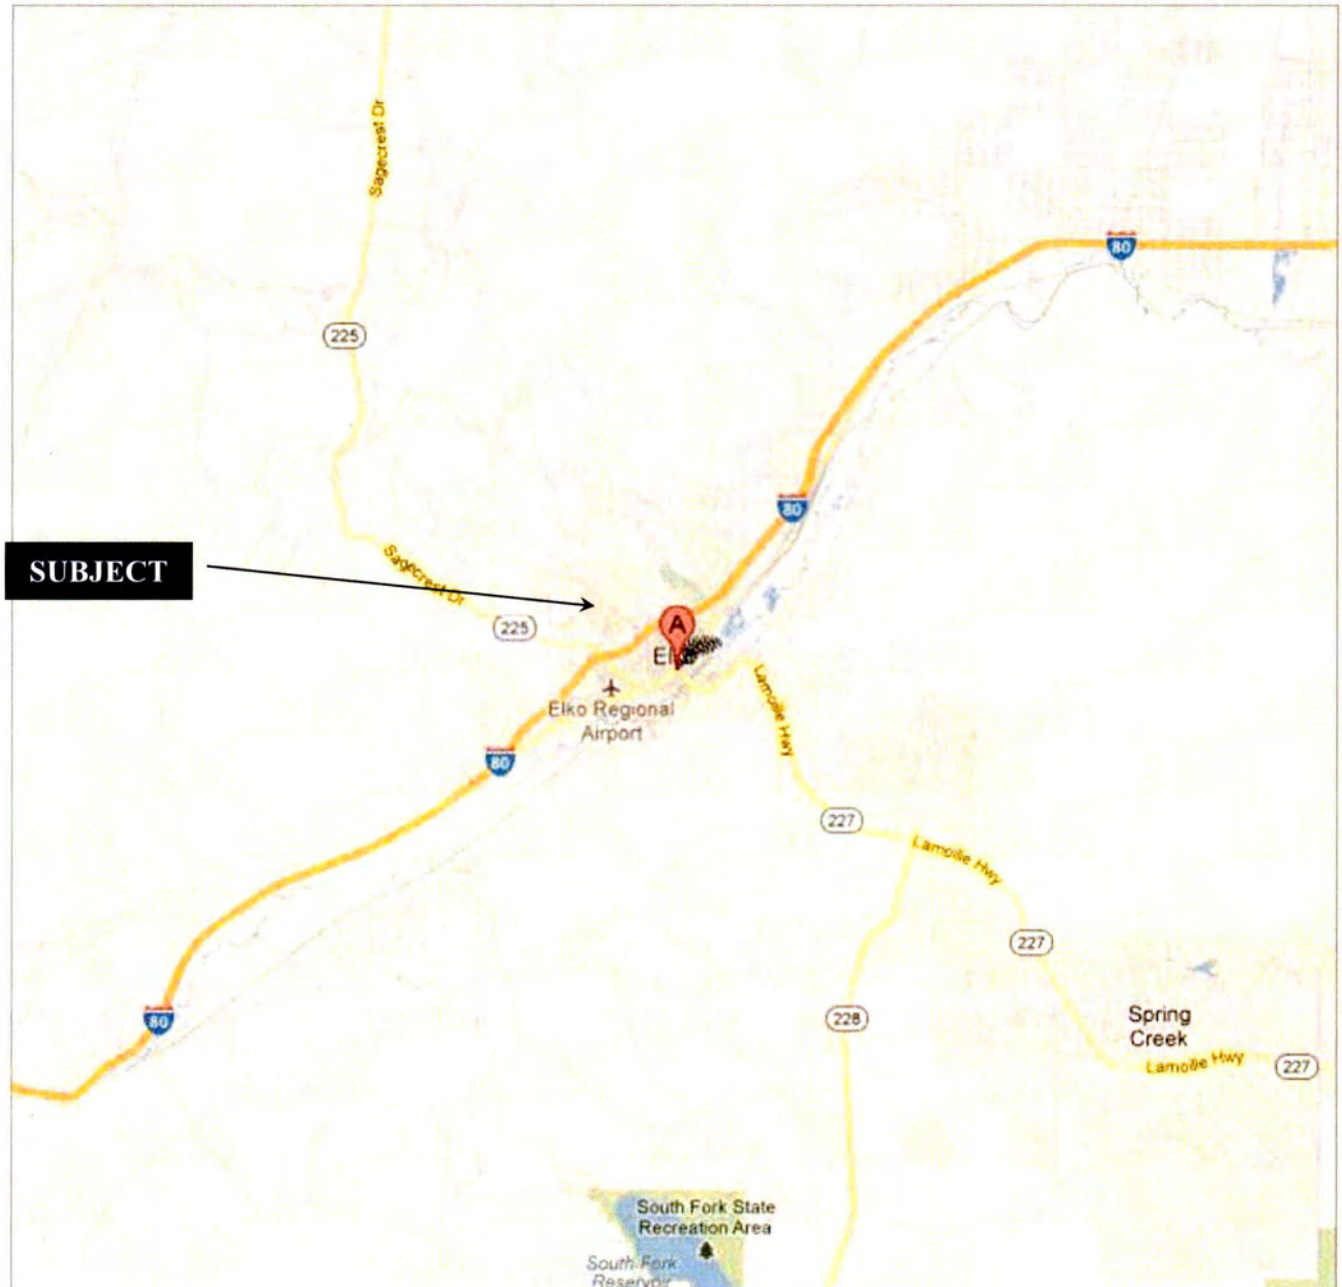 Sagecrest Dr
80
225
80
SUBJECT
Sagecrest Dr
225
A
Elko Regional
Airport
Lamoille Hwy
80
227
Lamoille Hwy
227
80
228
Spring
Creek
Lamoille Hwy
227
South Fork State
Recreation Area
South Fork
Reservoir